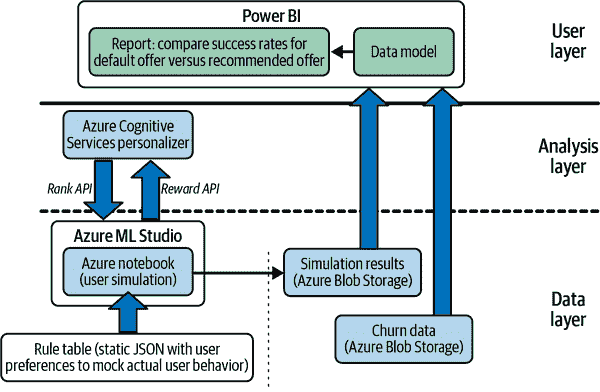 Power BI
Report: compare success rates for
default offer versus recommended offer
Data model
User
layer
Azure Cognitive
Services personalizer
Rank API
Reward API
Analysis
layer
Azure ML Studio
Azure notebook
(user simulation)
Simulation results
(Azure Blob Storage)
Data
layer
Rule table (static JSON with user
preferences to mock actual user behavior)
Churn data
(Azure Blob Storage)